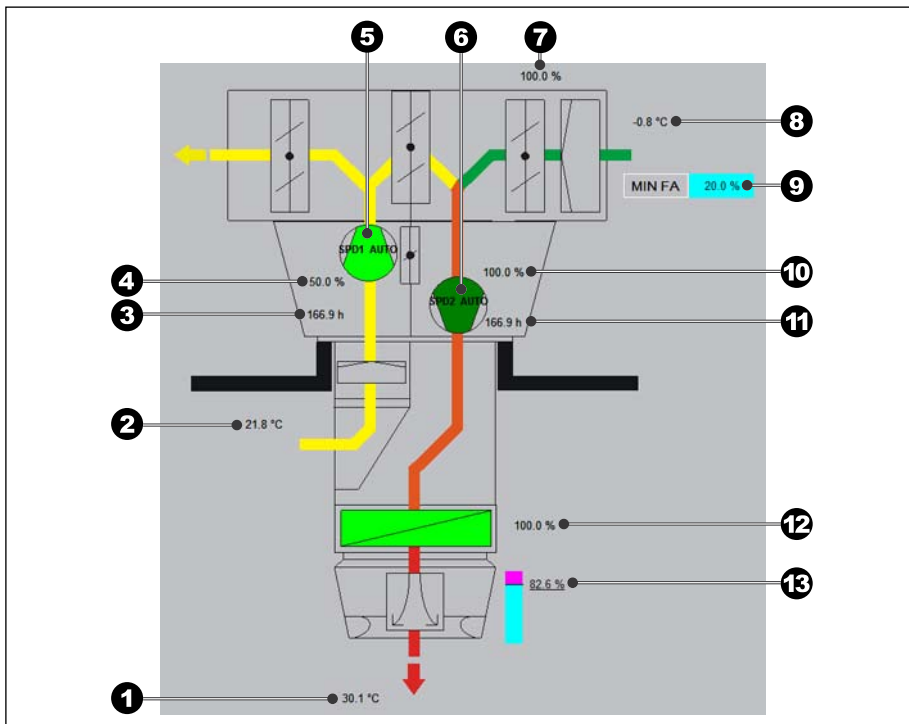 5
6
7
100.0 %
-0.8 °C
8
MIN FA 20.0 %
9
SPD1 AUTO
4
50.0 %
100.0 %
10
SPD2 AUTO
3
166.9 h
166.9 h
11
2
21.8 °C
100.0 %
12
82.6 %
13
1
30.1 °C